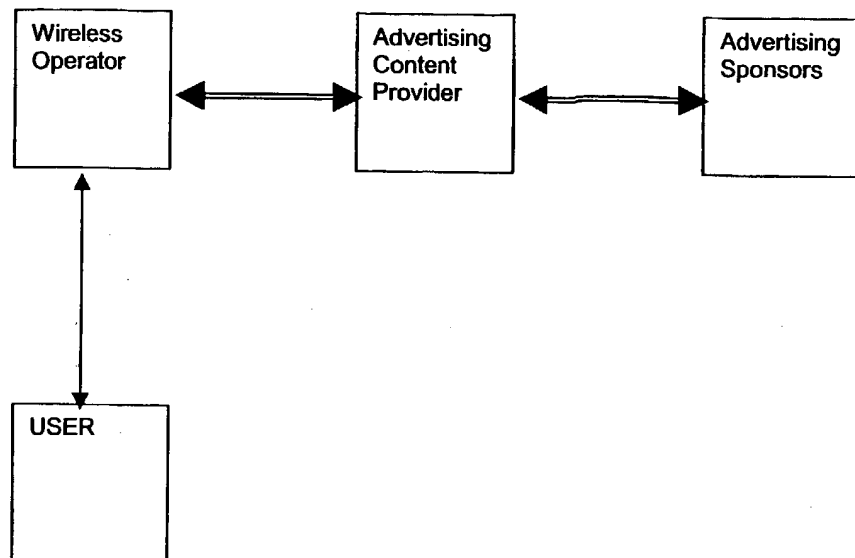 Wireless
Operator
Advertising
Content
Provider
Advertising
Sponsors
USER